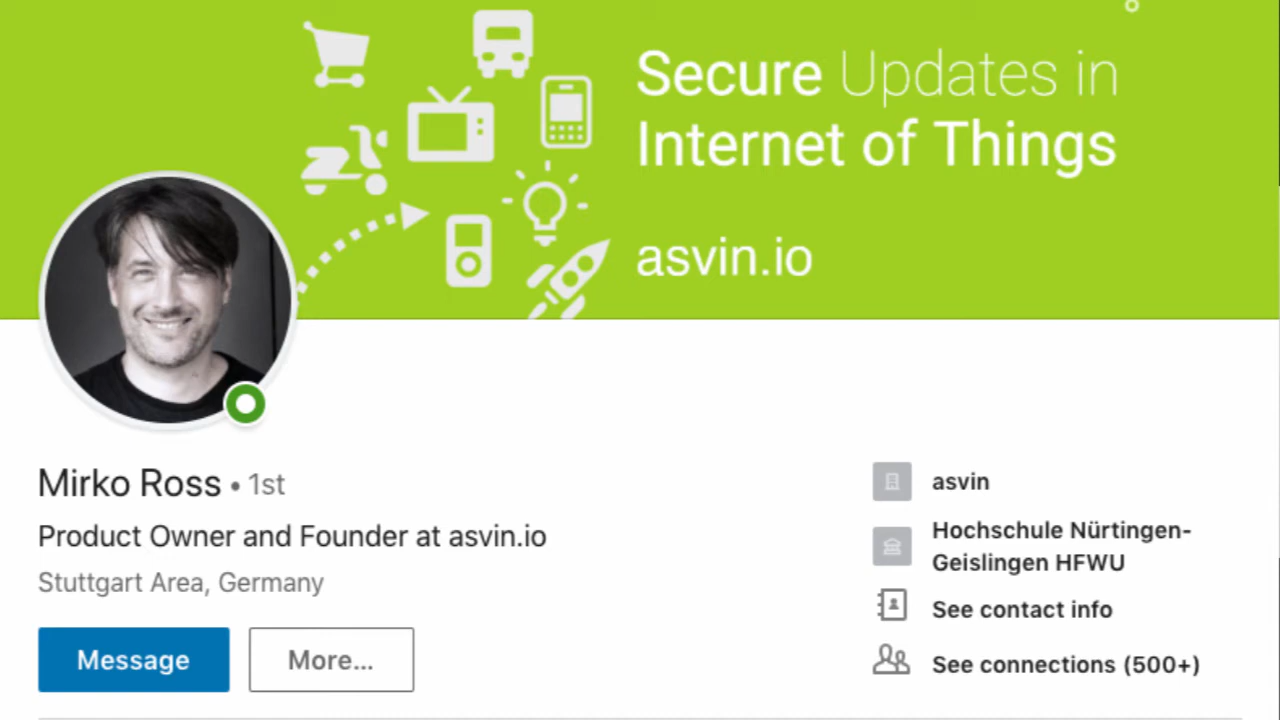 Secure Updates in
Internet of Things
asvin.io
Mirko Ross • 1st
Product Owner and Founder at asvin.io
Stuttgart Area, Germany
Message
More...
asvin
Hochschule Nürtingen-
Geislingen HFWU
See contact info
See connections (500+)